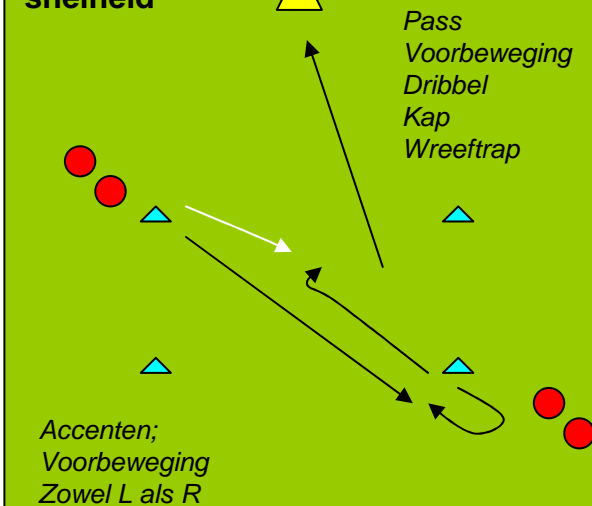 snelheid
Pass
Voorbeweging
Dribbel
Kap
Wreeftrap
Accenten;
Voorbeweging
Zowel L als R